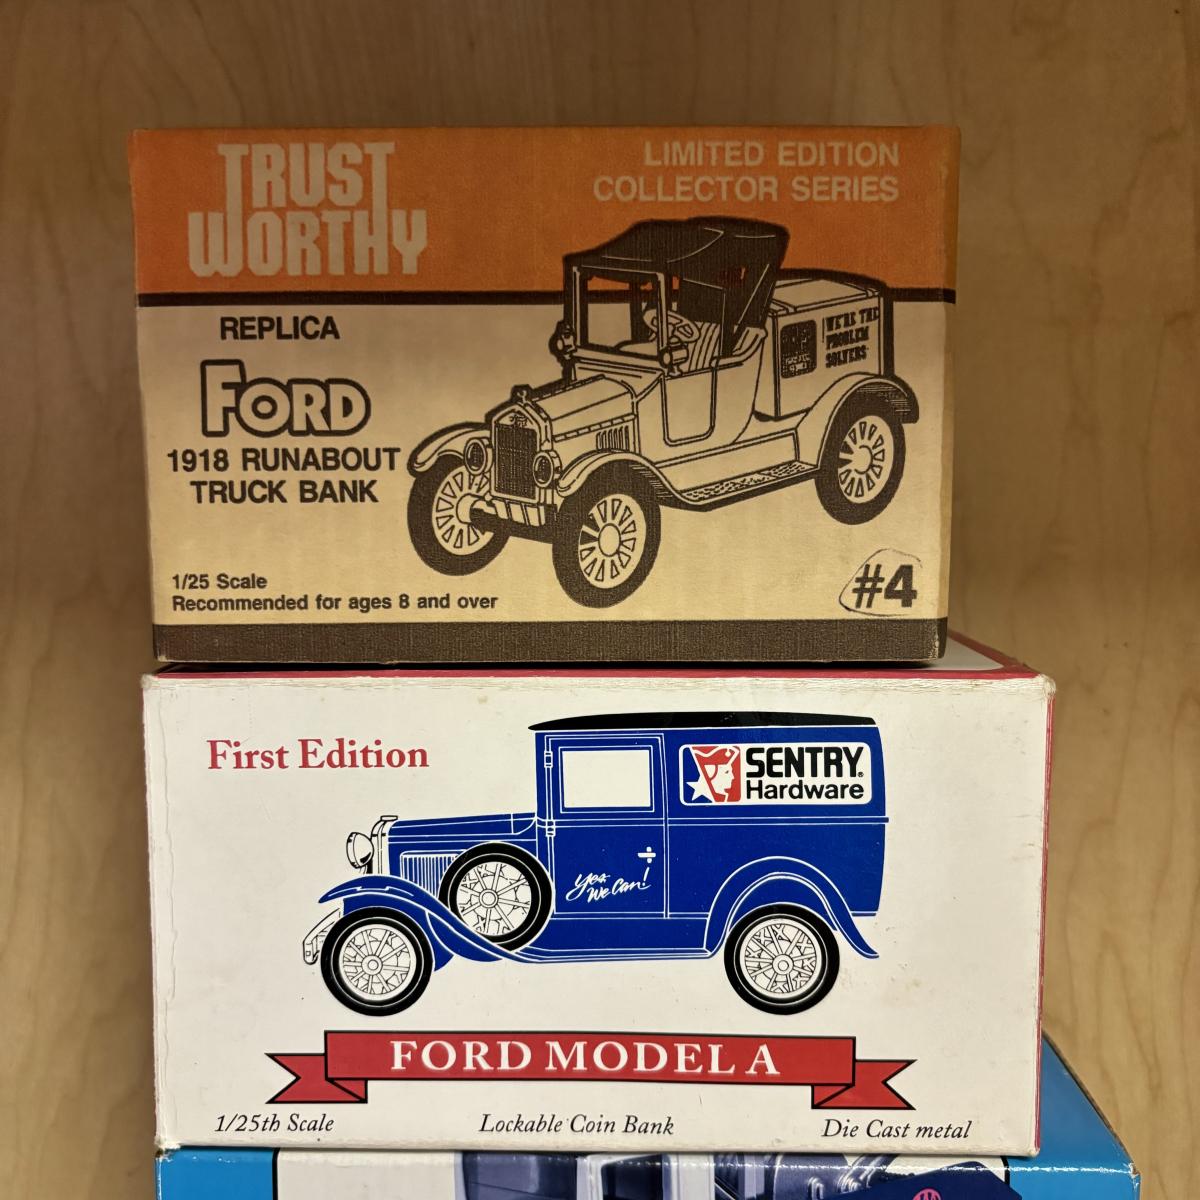 TRUST
WORTHY
LIMITED EDITION
COLLECTOR SERIES
REPLICA
FORD
1918 RUNABOUT
TRUCK BANK
WE'RE THE
PROBLEM
SOLVERS
1/25 Scale
Recommended for ages 8 and over
#4
First Edition
SENTRY®
Hardware
Yes
We Can!
FORD MODEL A
1/25th Scale
Lockable Coin Bank
Die Cast metal